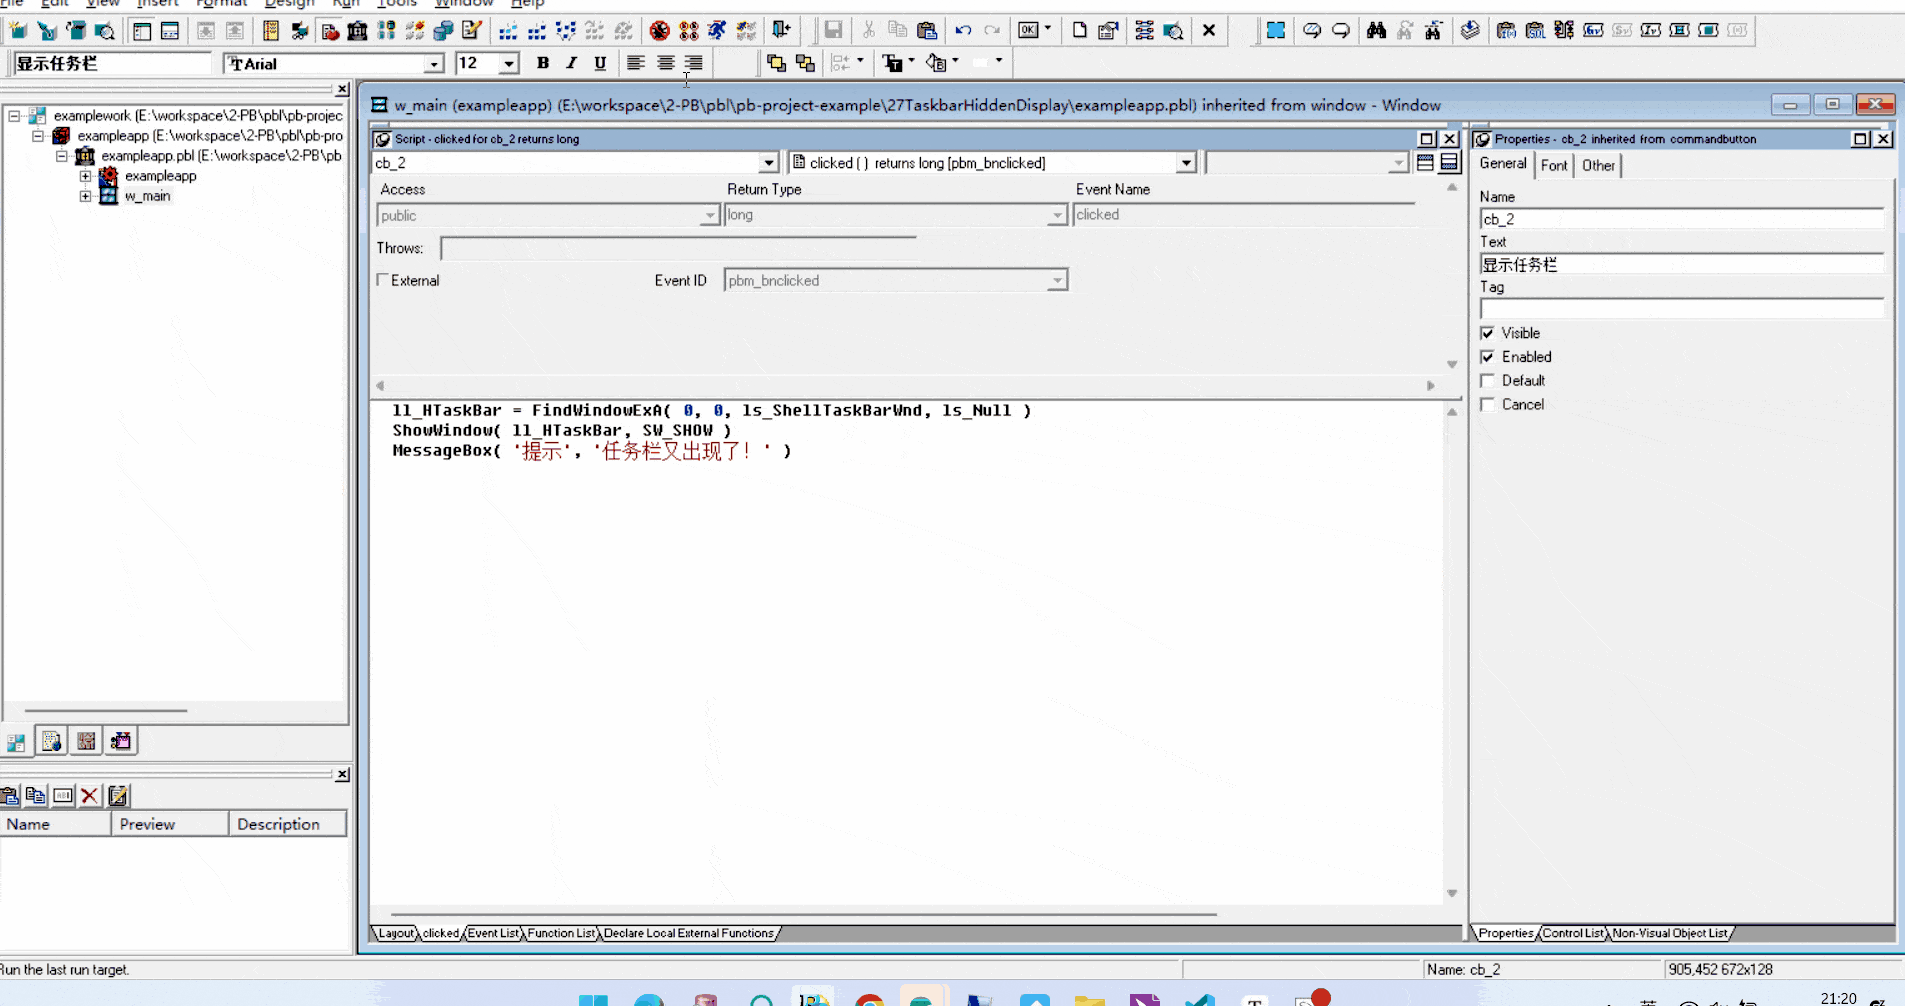 File Edit View Insert Format Design Run Tools Window Help
显示任务栏 Arial 12 B I U
examplework (E:\workspace\2-PB\pbl\pb-projec
exampleapp (E:\workspace\2-PB\pbl\pb-pro
exampleapp.pbl (E:\workspace\2-PB\pb
exampleapp
w_main
Name Preview Description
w_main (exampleapp) (E:\workspace\2-PB\pbl\pb-project-example\27TaskbarHiddenDisplay\exampleapp.pbl) inherited from window - Window
Script - clicked for cb_2 returns long
cb_2 clicked ( ) returns long [pbm_bnclicked]
Access Return Type Event Name
public long clicked
Throws:
External Event ID pbm_bnclicked
ll_HTaskBar = FindWindowExA( 0, 0, ls_ShellTaskBarWnd, ls_Null )
ShowWindow( ll_HTaskBar, SW_SHOW )
MessageBox( '提示', '任务栏又出现了！' )
Layout clicked Event List Function List Declare Local External Functions
Properties - cb_2 inherited from commandbutton
General Font Other
Name
cb_2
Text
显示任务栏
Tag
Visible
Enabled
Default
Cancel
Properties Control List Non-Visual Object List
Run the last run target. Name: cb_2 905,452 672x128
21:20